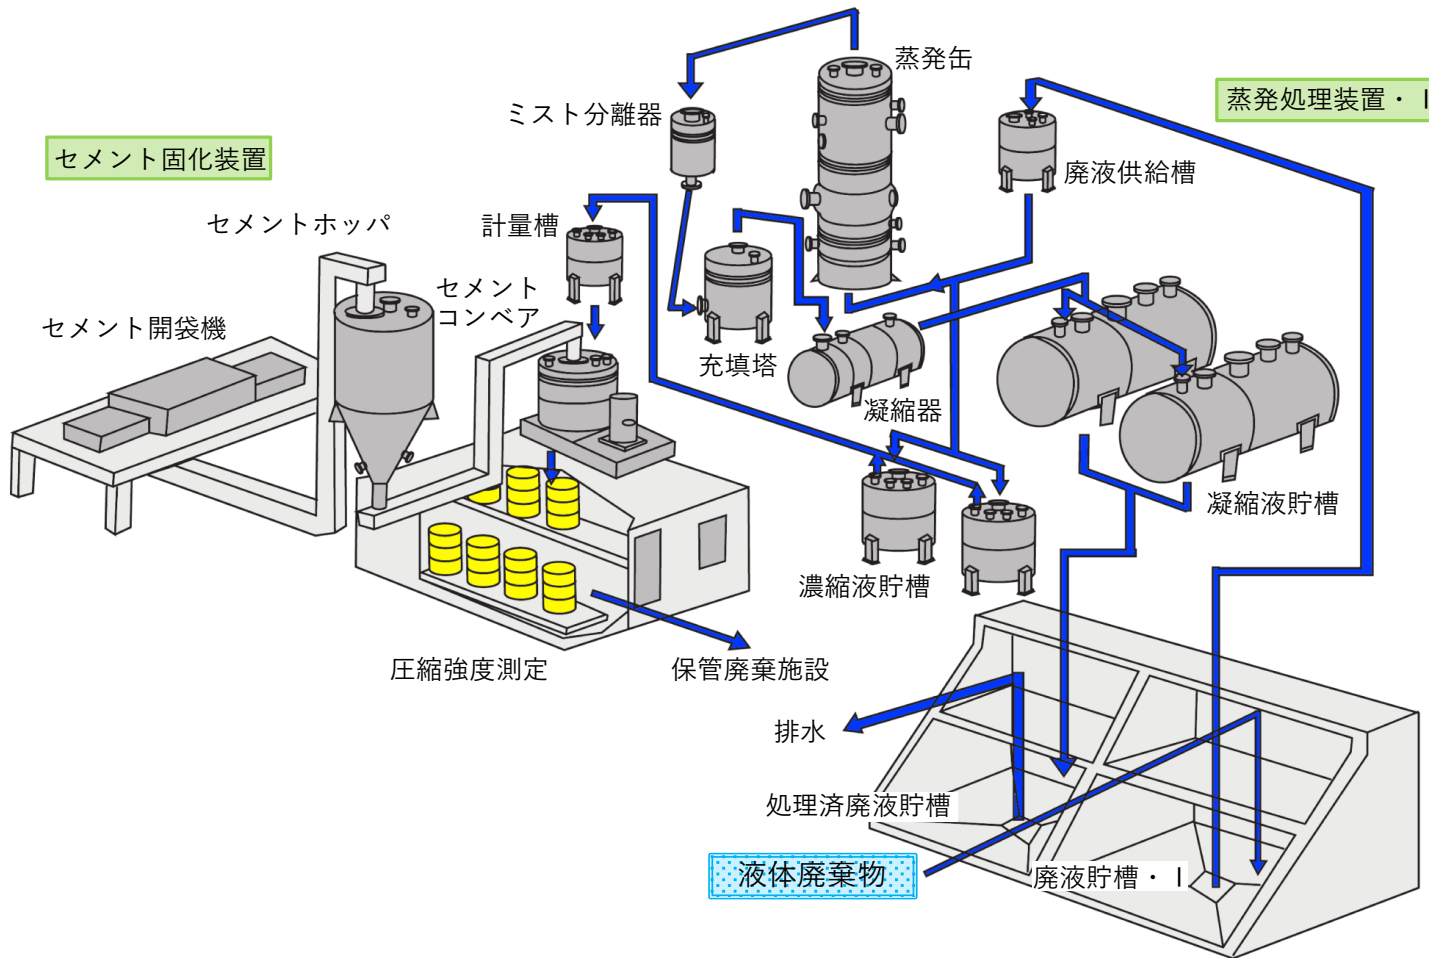 蒸発缶
蒸発処理装置・Ⅰ
ミスト分離器
セメント固化装置
廃液供給槽
セメントホッパ
計量槽
セメント
コンベア
セメント開袋機
充填塔
凝縮器
凝縮液貯槽
濃縮液貯槽
圧縮強度測定
保管廃棄施設
排水
処理済廃液貯槽
液体廃棄物
廃液貯槽・Ⅰ